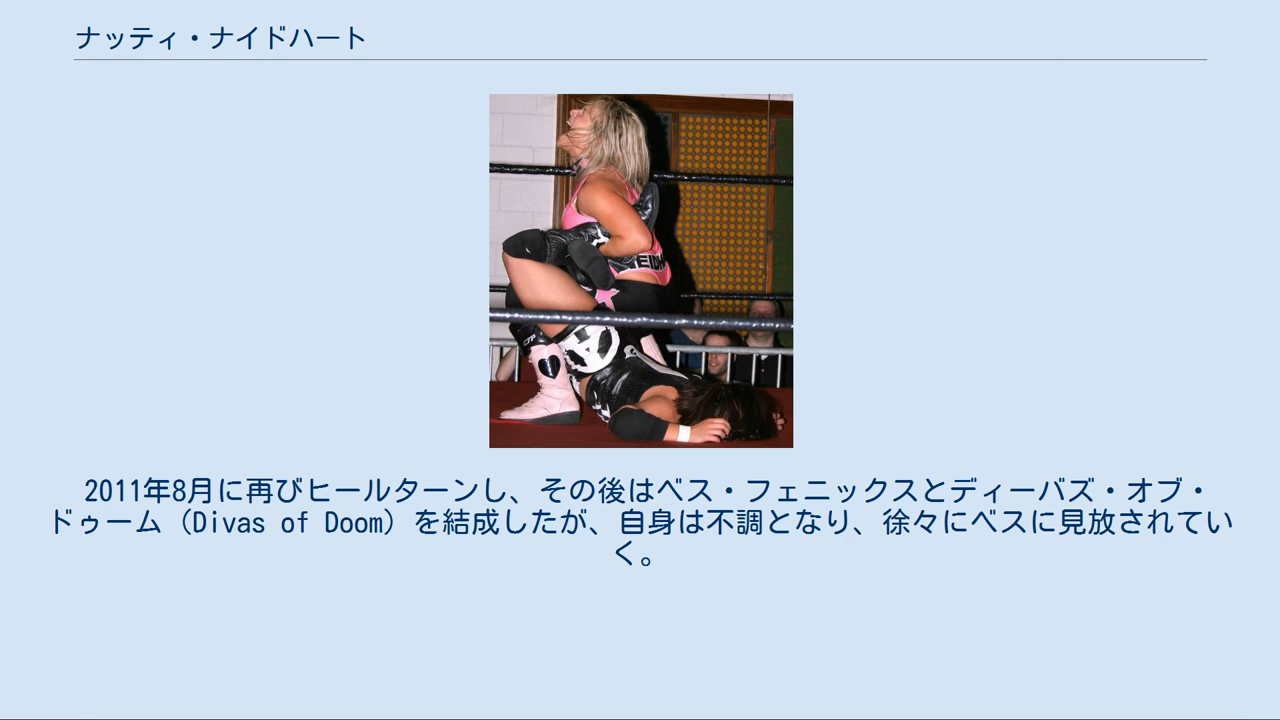 ナッティ・ナイドハート
EID
CJP
2011年8月に再びヒールターンし、その後はベス・フェニックスとディーバズ・オブ・
ドゥーム（Divas of Doom）を結成したが、自身は不調となり、徐々にベスに見放されてい
く。